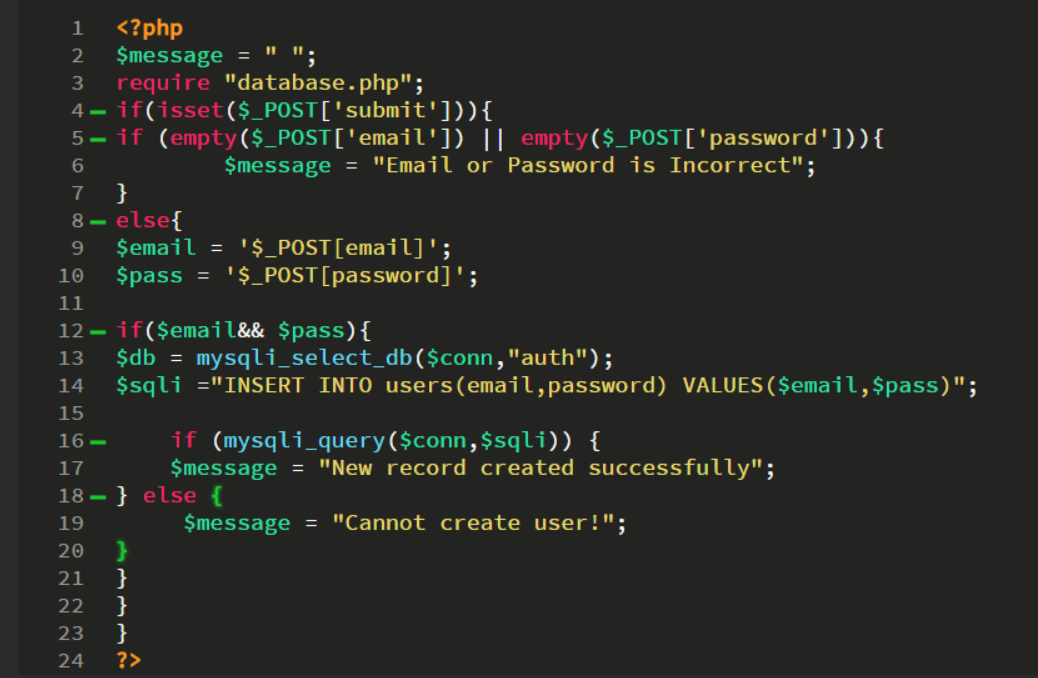 1 <?php
2 $message = " ";
3 require "database.php";
4 if(isset($_POST['submit'])){
5 if (empty($_POST['email']) || empty($_POST['password'])){
6 $message = "Email or Password is Incorrect";
7 }
8 else{
9 $email = '$_POST[email]';
10 $pass = '$_POST[password]';
11
12 if($email&& $pass){
13 $db = mysqli_select_db($conn,"auth");
14 $sqli ="INSERT INTO users(email,password) VALUES($email,$pass)";
15
16 if (mysqli_query($conn,$sqli)) {
17 $message = "New record created successfully";
18 } else {
19 $message = "Cannot create user!";
20 }
21 }
22 }
23 }
24 ?>